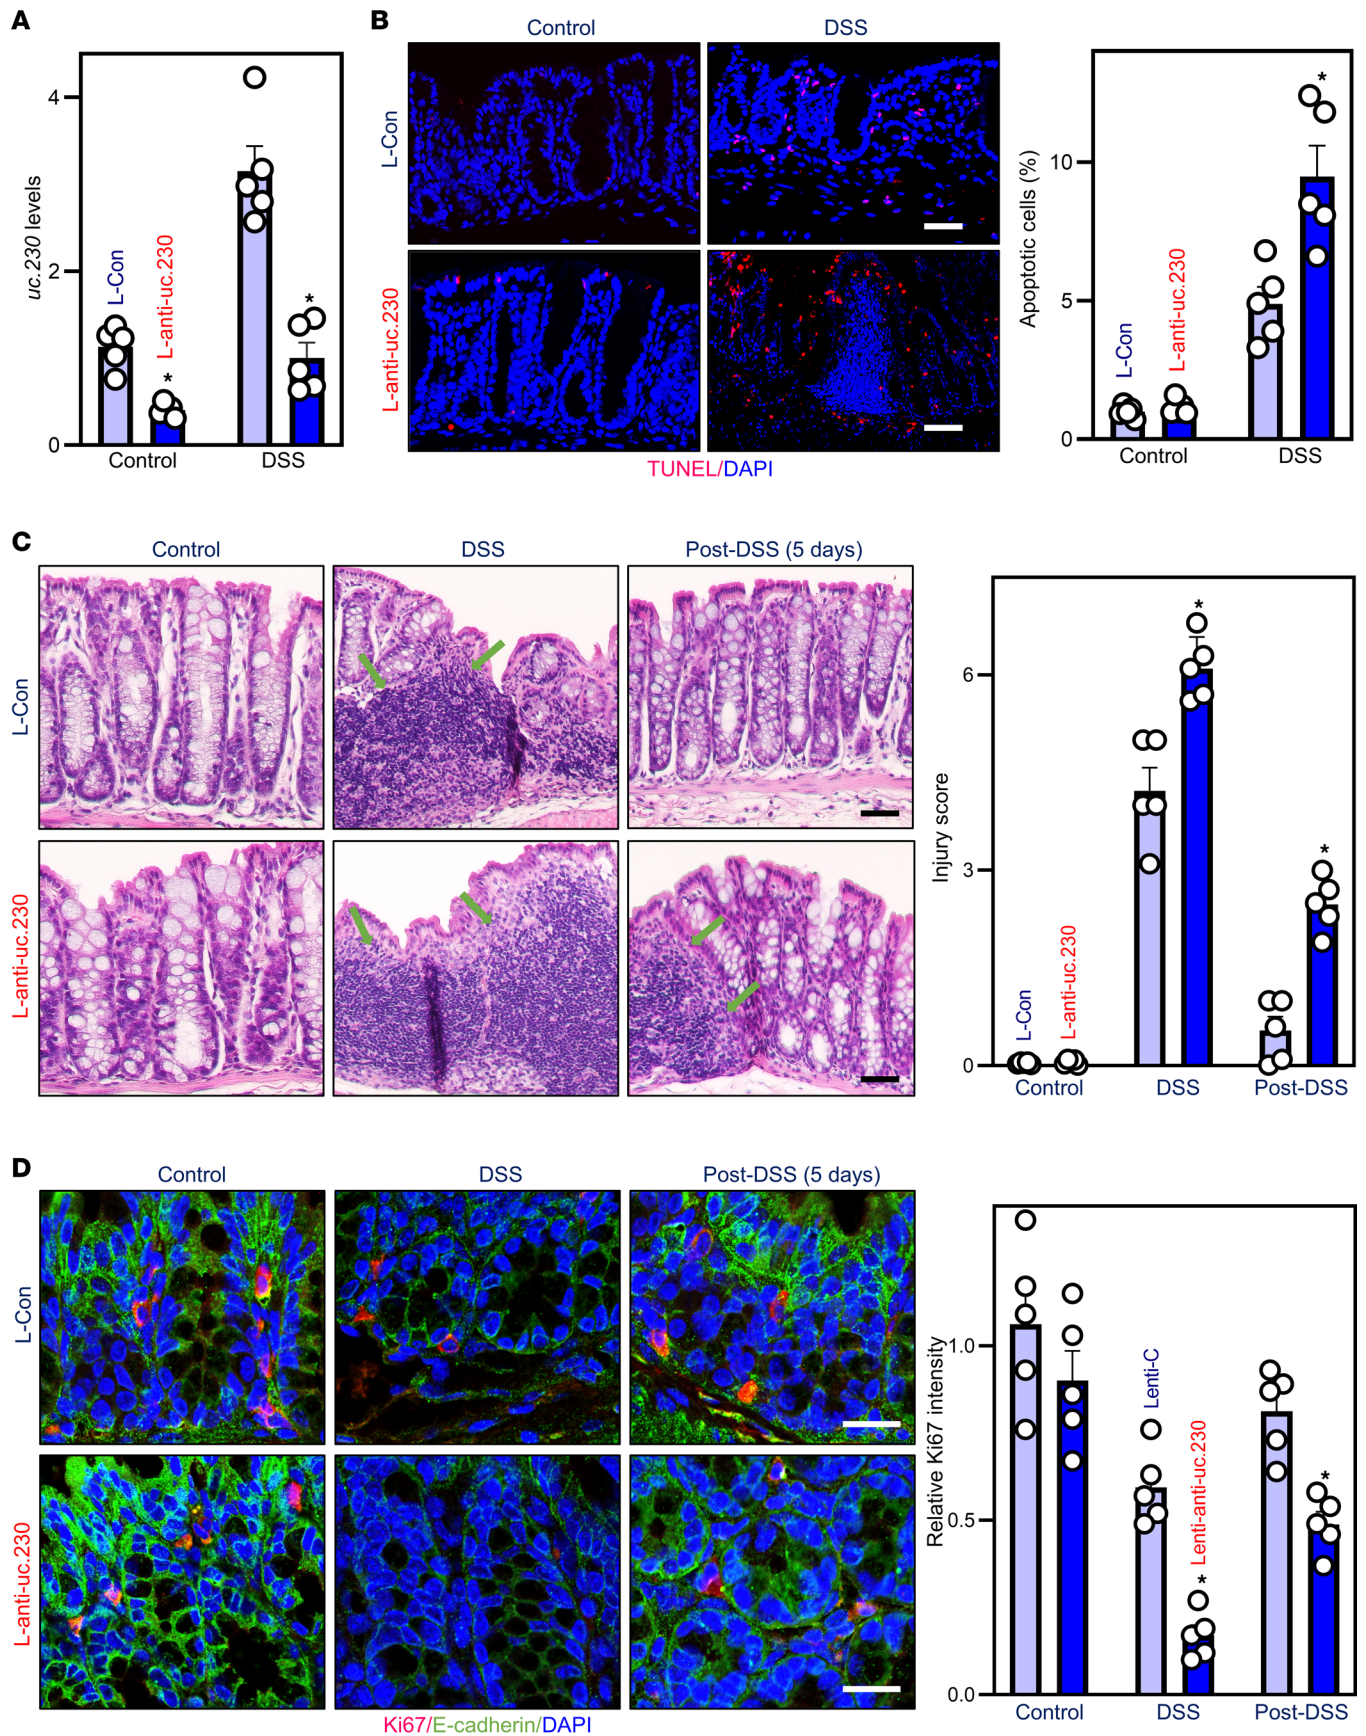 A
uc.230 levels
4
2
0
L-Con
L-anti-uc.230
*
*
Control
DSS
B
Control
DSS
L-Con
L-anti-uc.230
TUNEL/DAPI
Apoptotic cells (%)
10
5
0
L-Con
L-anti-uc.230
*
Control
DSS
C
Control
DSS
Post-DSS (5 days)
L-Con
L-anti-uc.230
Injury score
6
3
0
L-Con
L-anti-uc.230
*
*
Control
DSS
Post-DSS
D
Control
DSS
Post-DSS (5 days)
L-Con
L-anti-uc.230
Ki67/E-cadherin/DAPI
Relative Ki67 intensity
1.0
0.5
0.0
Lenti-C
* Lenti-anti-uc.230
*
Control
DSS
Post-DSS